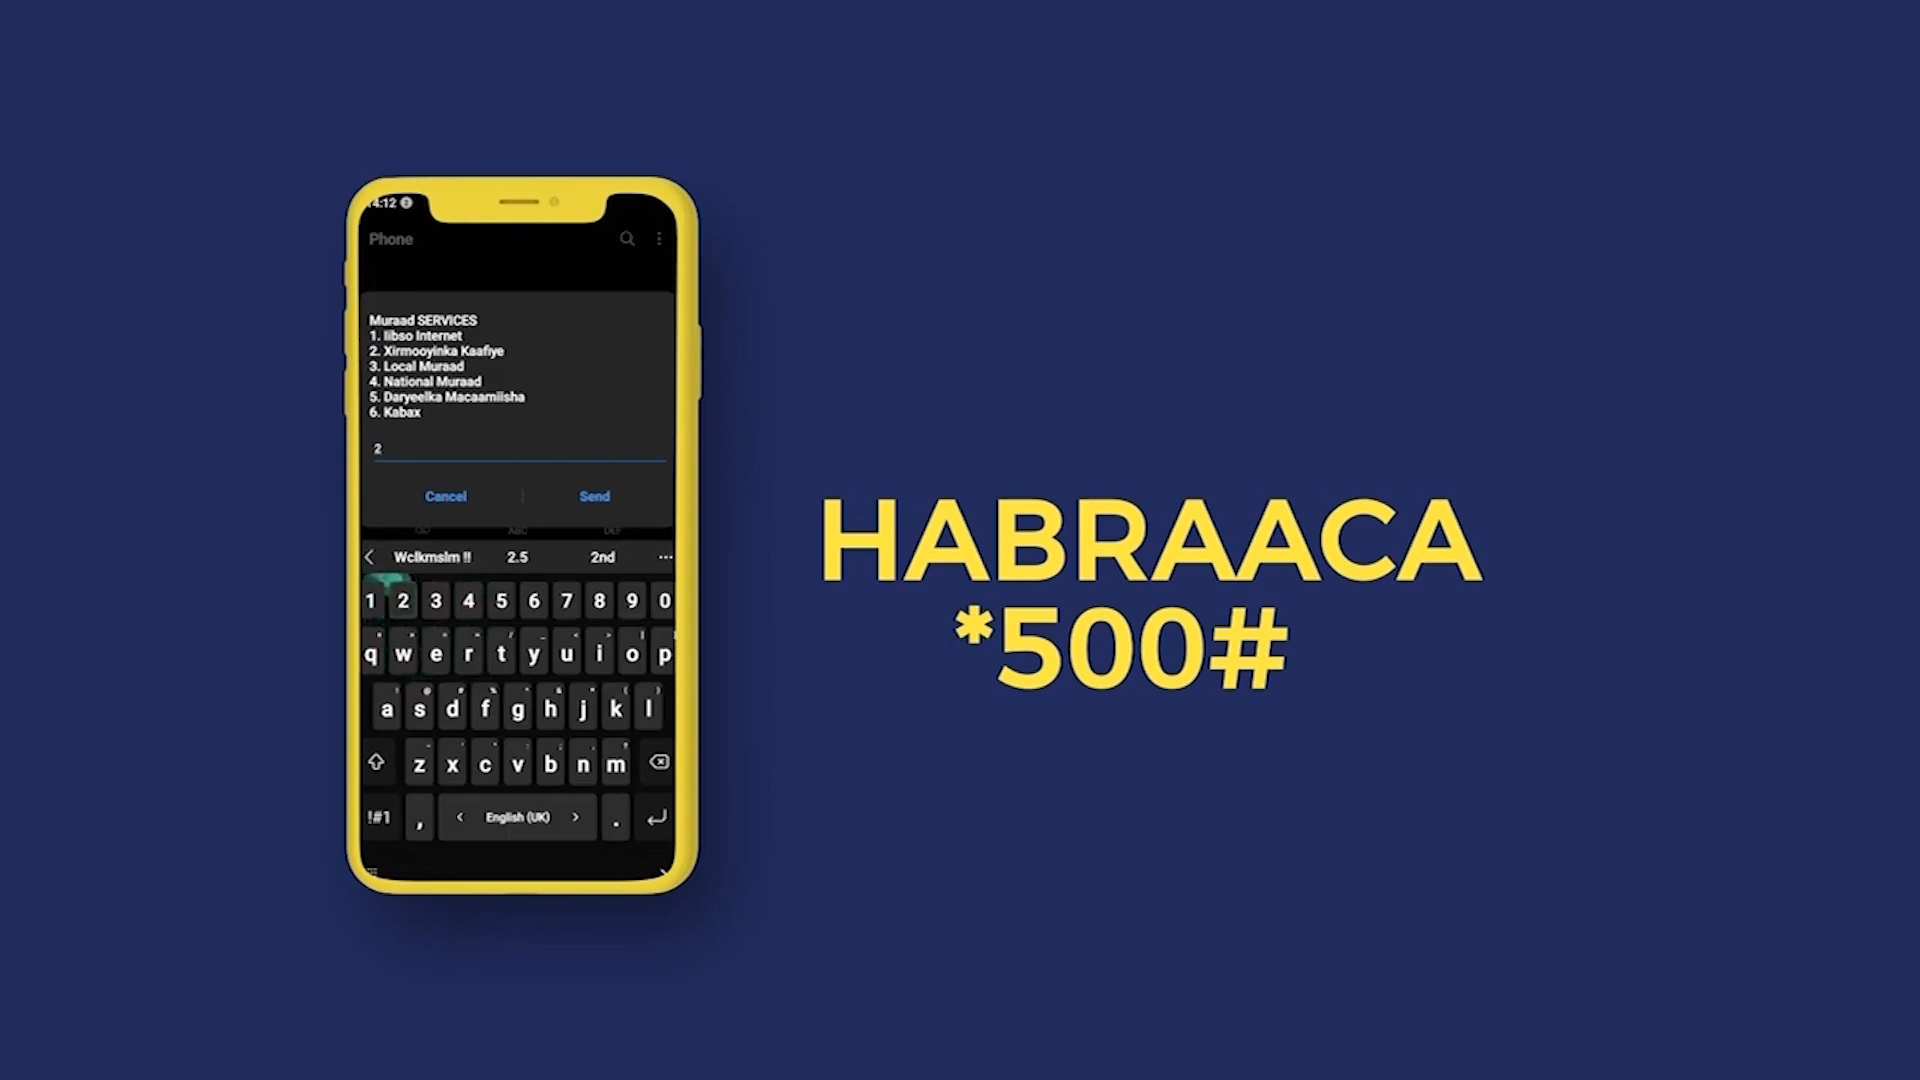 14:12
Phone
Muraad SERVICES
1. Iibso Internet
2. Xirmooyinka Kaafiye
3. Local Muraad
4. National Muraad
5. Daryeelka Macaamiisha
6. Kabax
2
Cancel | Send
Wclkmslm !! 2.5 2nd
1 2 3 4 5 6 7 8 9 0
q w e r t y u i o p
a s d f g h j k l
z x c v b n m
!#1 , < English (UK) > .
HABRAACA
*500#